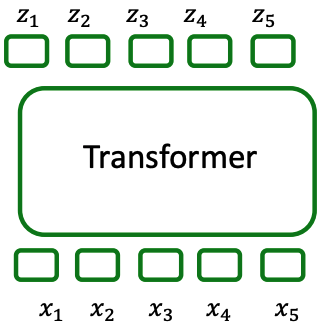 z₁ z₂ z₃ z₄ z₅
Transformer
x₁ x₂ x₃ x₄ x₅